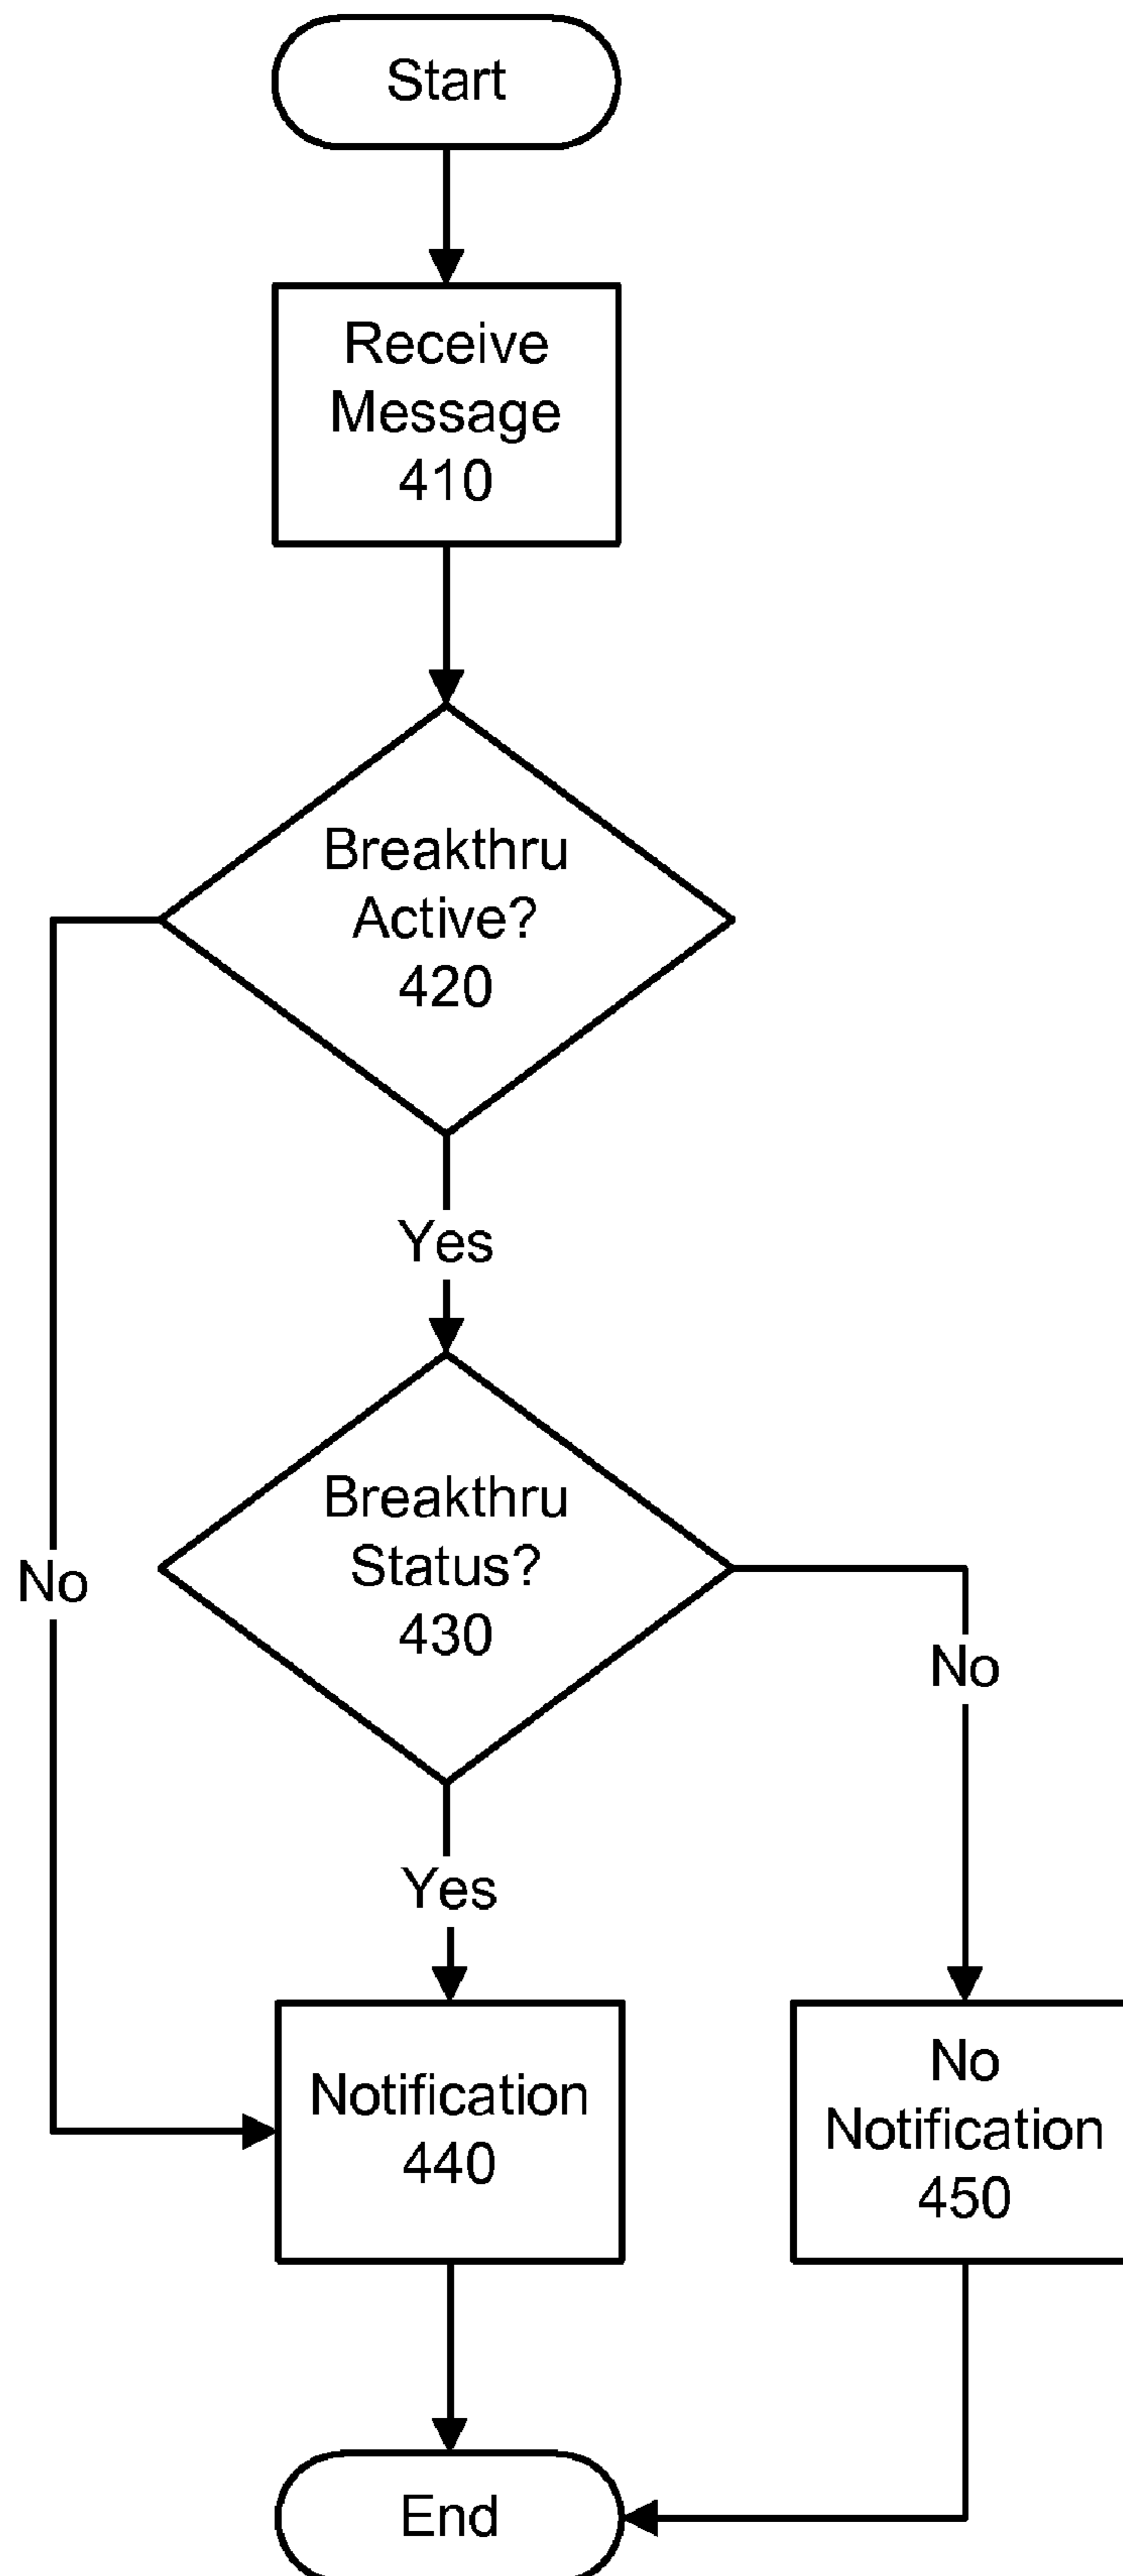 Start
Receive
Message
410
Breakthru
Active?
420
Yes
Breakthru
Status?
430
No
No
Yes
Notification
440
No
Notification
450
End